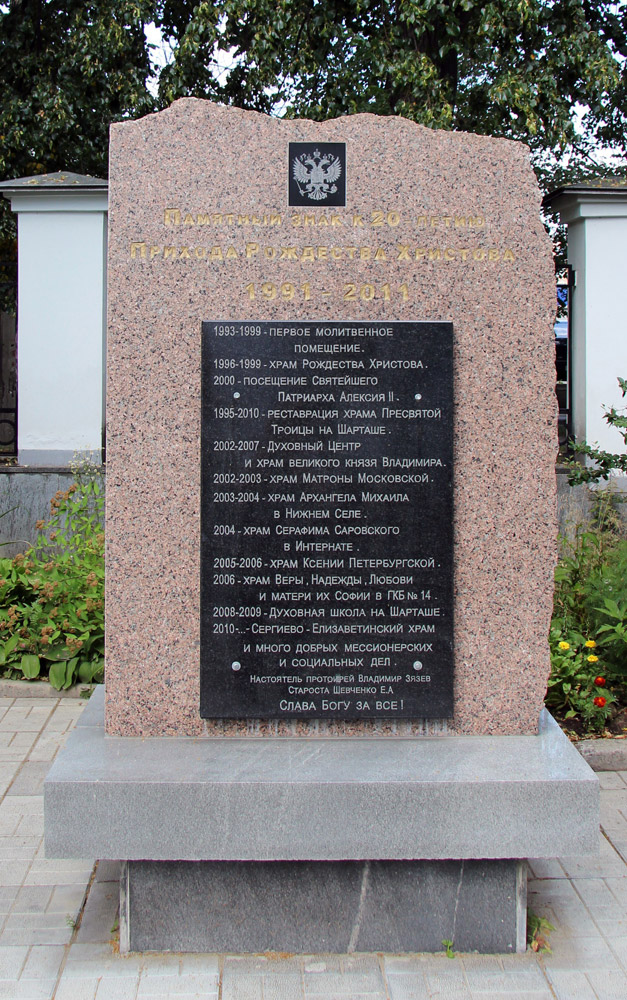 Памятный знак к 20-летию
Прихода Рождества Христова
1991 - 2011
1993-1999 - первое молитвенное
помещение.
1996-1999 - храм Рождества Христова.
2000 - посещение Святейшего
Патриарха Алексия II.
1995-2010 - реставрация храма Пресвятой
Троицы на Шарташе.
2002-2007 - Духовный Центр
и храм великого князя Владимира.
2002-2003 - храм Матроны Московской.
2003-2004 - храм Архангела Михаила
в Нижнем Селе.
2004 - храм Серафима Саровского
в Интернате.
2005-2006 - храм Ксении Петербургской.
2006 - храм Веры, Надежды, Любови
и матери их Софии в ГКБ № 14.
2008-2009 - Духовная школа на Шарташе.
2010-...- Сергиево - Елизаветинский храм
и много добрых мессионерских
и социальных дел.
Настоятель протоиерей Владимир Зязев
Староста Шевченко Е.А
Слава Богу за все!